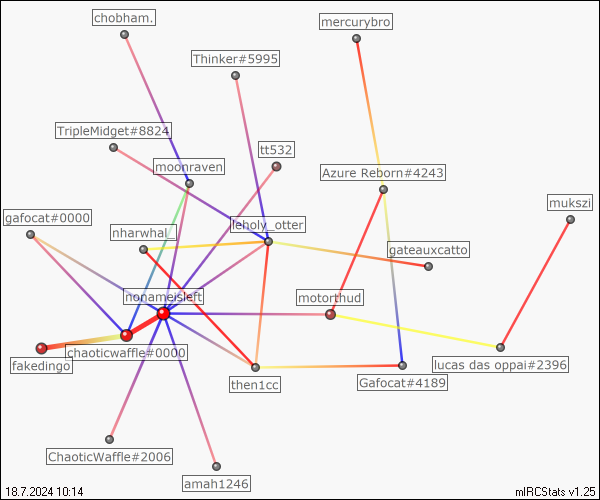 chobham.
mercurybro
Thinker#5995
TripleMidget#8824
tt532
moonraven
Azure Reborn#4243
mukszi
gafocat#0000
leholy_otter
nharwhal_
gateauxcatto
nonameisleft
motorthud
chaoticwaffle#0000
fakedingo
lucas das oppai#2396
then1cc
Gafocat#4189
ChaoticWaffle#2006
amah1246
18.7.2024 10:14
mIRCStats v1.25